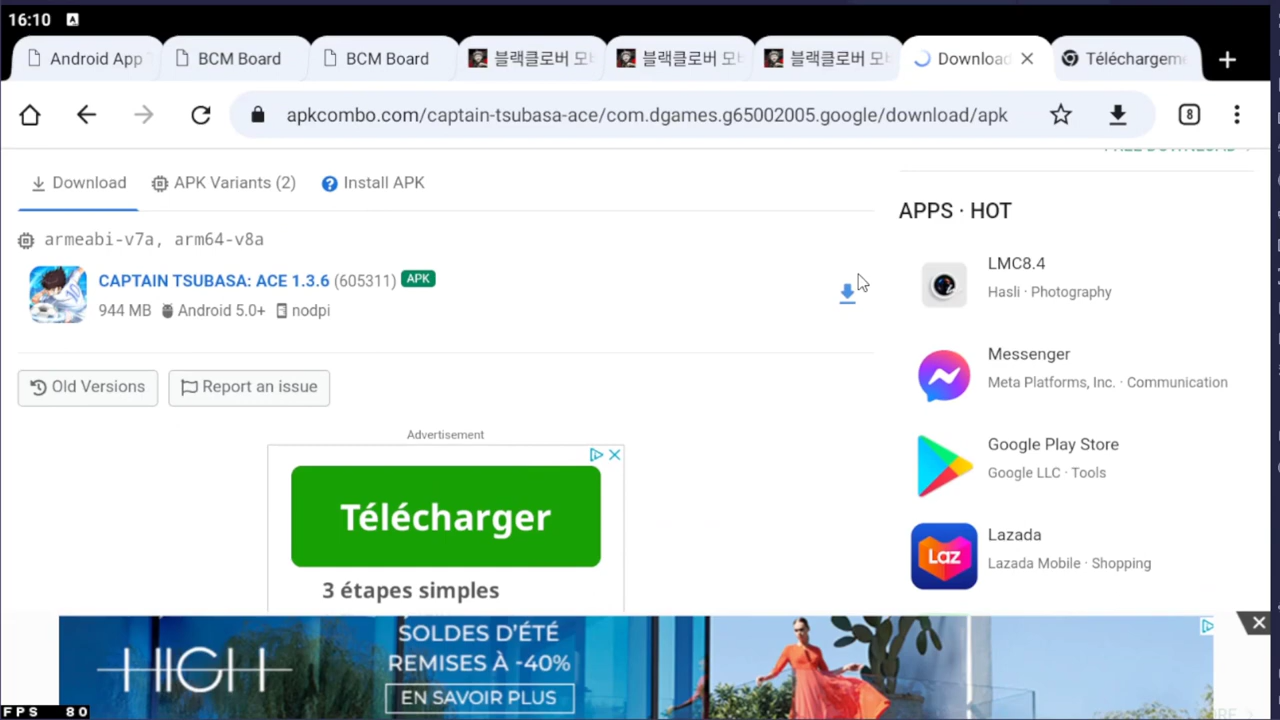 16:10
Android App
BCM Board
BCM Board
블랙클로버 모
블랙클로버 모
블랙클로버 모
Download
Téléchargeme
apkcombo.com/captain-tsubasa-ace/com.dgames.g65002005.google/download/apk
8
Download
APK Variants (2)
Install APK
armeabi-v7a, arm64-v8a
CAPTAIN TSUBASA: ACE 1.3.6 (605311) APK
944 MB Android 5.0+ nodpi
Old Versions
Report an issue
Advertisement
Télécharger
3 étapes simples
APPS · HOT
LMC8.4
Hasli · Photography
Messenger
Meta Platforms, Inc. · Communication
Google Play Store
Google LLC · Tools
Laz
Lazada
Lazada Mobile · Shopping
HIGH
SOLDES D'ÉTÉ
REMISES À -40%
EN SAVOIR PLUS
FPS 80